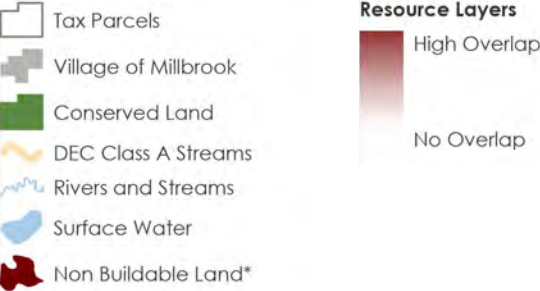 Tax Parcels
Village of Millbrook
Conserved Land
DEC Class A Streams
Rivers and Streams
Surface Water
Non Buildable Land*
Resource Layers
High Overlap
No Overlap